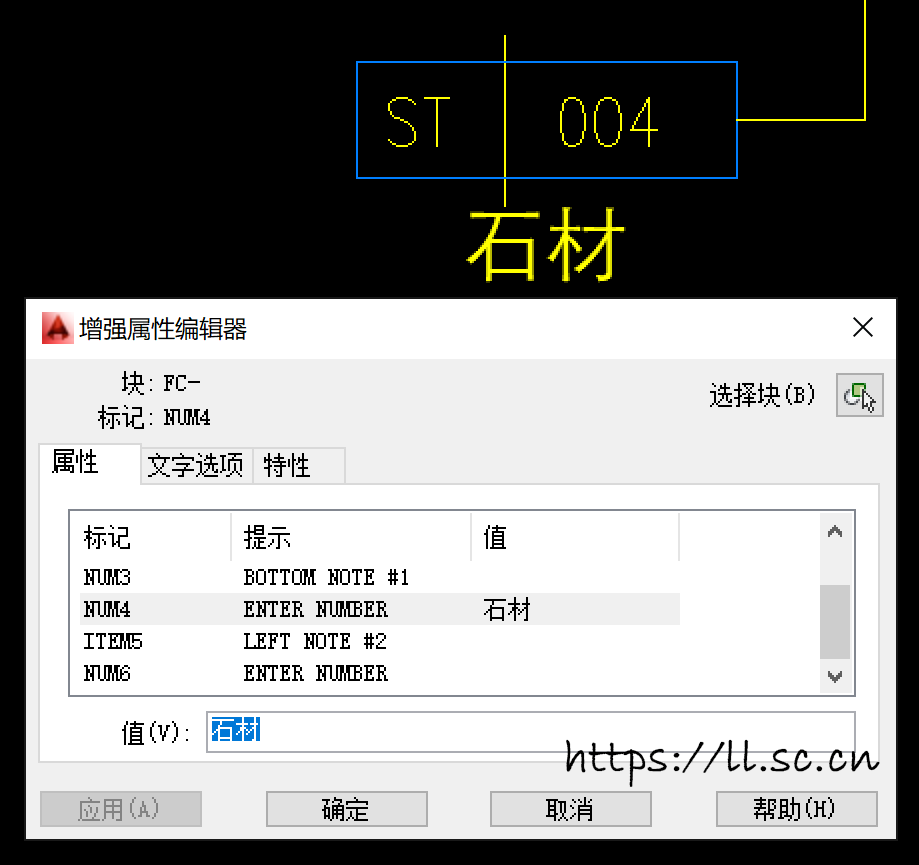 ST 004
石材
增强属性编辑器
块: FC-
选择块(B)
标记: NUM4
属性 文字选项 特性
标记 提示 值
NUM3 BOTTOM NOTE #1
NUM4 ENTER NUMBER 石材
ITEM5 LEFT NOTE #2
NUM6 ENTER NUMBER
值(V): 石材
https://ll.sc.cn
应用(A) 确定 取消 帮助(H)